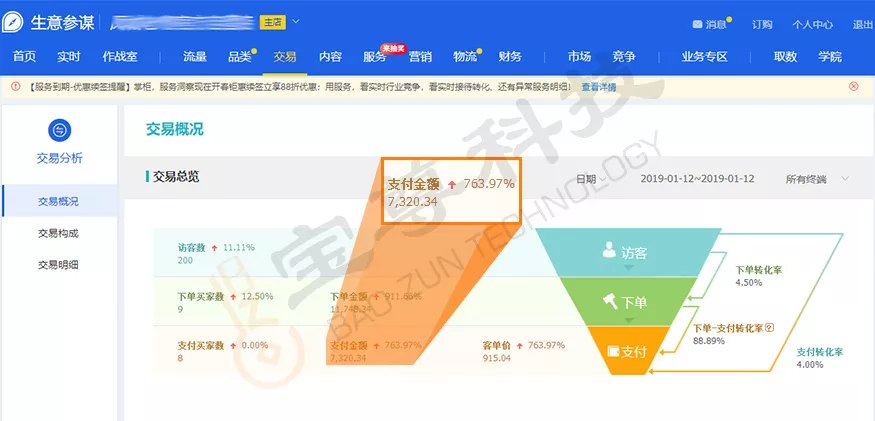 生意参谋 主店
消息 订购 个人中心 退出
来抽奖
首页 实时 作战室 流量 品类 交易 内容 服务 营销 物流 财务 市场 竞争 业务专区 取数 学院
【服务到期-优惠续签提醒】掌柜，服务洞察现在开春钜惠续签立享88折优惠：用服务，看实时行业竞争，看实时接待转化，还有异常服务明细！ 查看详情
交易分析
交易概况
交易构成
交易明细
交易概况
交易总览
日期 2019-01-12~2019-01-12 所有终端
支付金额 763.97%
7,320.34
访客数 11.11%
200
下单买家数 12.50%
9
下单金额 911.66%
11,748.34
支付买家数 0.00%
8
支付金额 763.97%
7,320.34
客单价 763.97%
915.04
访客
下单
支付
下单转化率
4.50%
下单-支付转化率
88.89%
支付转化率
4.00%
宝尊科技
BAO ZUN TECHNOLOGY